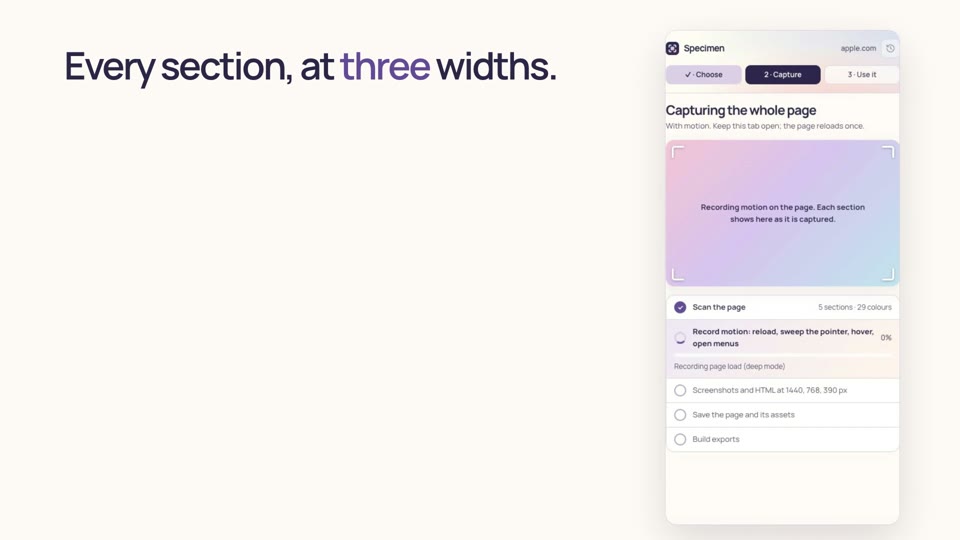 Every section, at three widths.
Specimen
apple.com
✓ · Choose
2 · Capture
3 · Use it
Capturing the whole page
With motion. Keep this tab open; the page reloads once.
Recording motion on the page. Each section
shows here as it is captured.
Scan the page
5 sections · 29 colours
Record motion: reload, sweep the pointer, hover,
open menus
0%
Recording page load (deep mode)
Screenshots and HTML at 1440, 768, 390 px
Save the page and its assets
Build exports